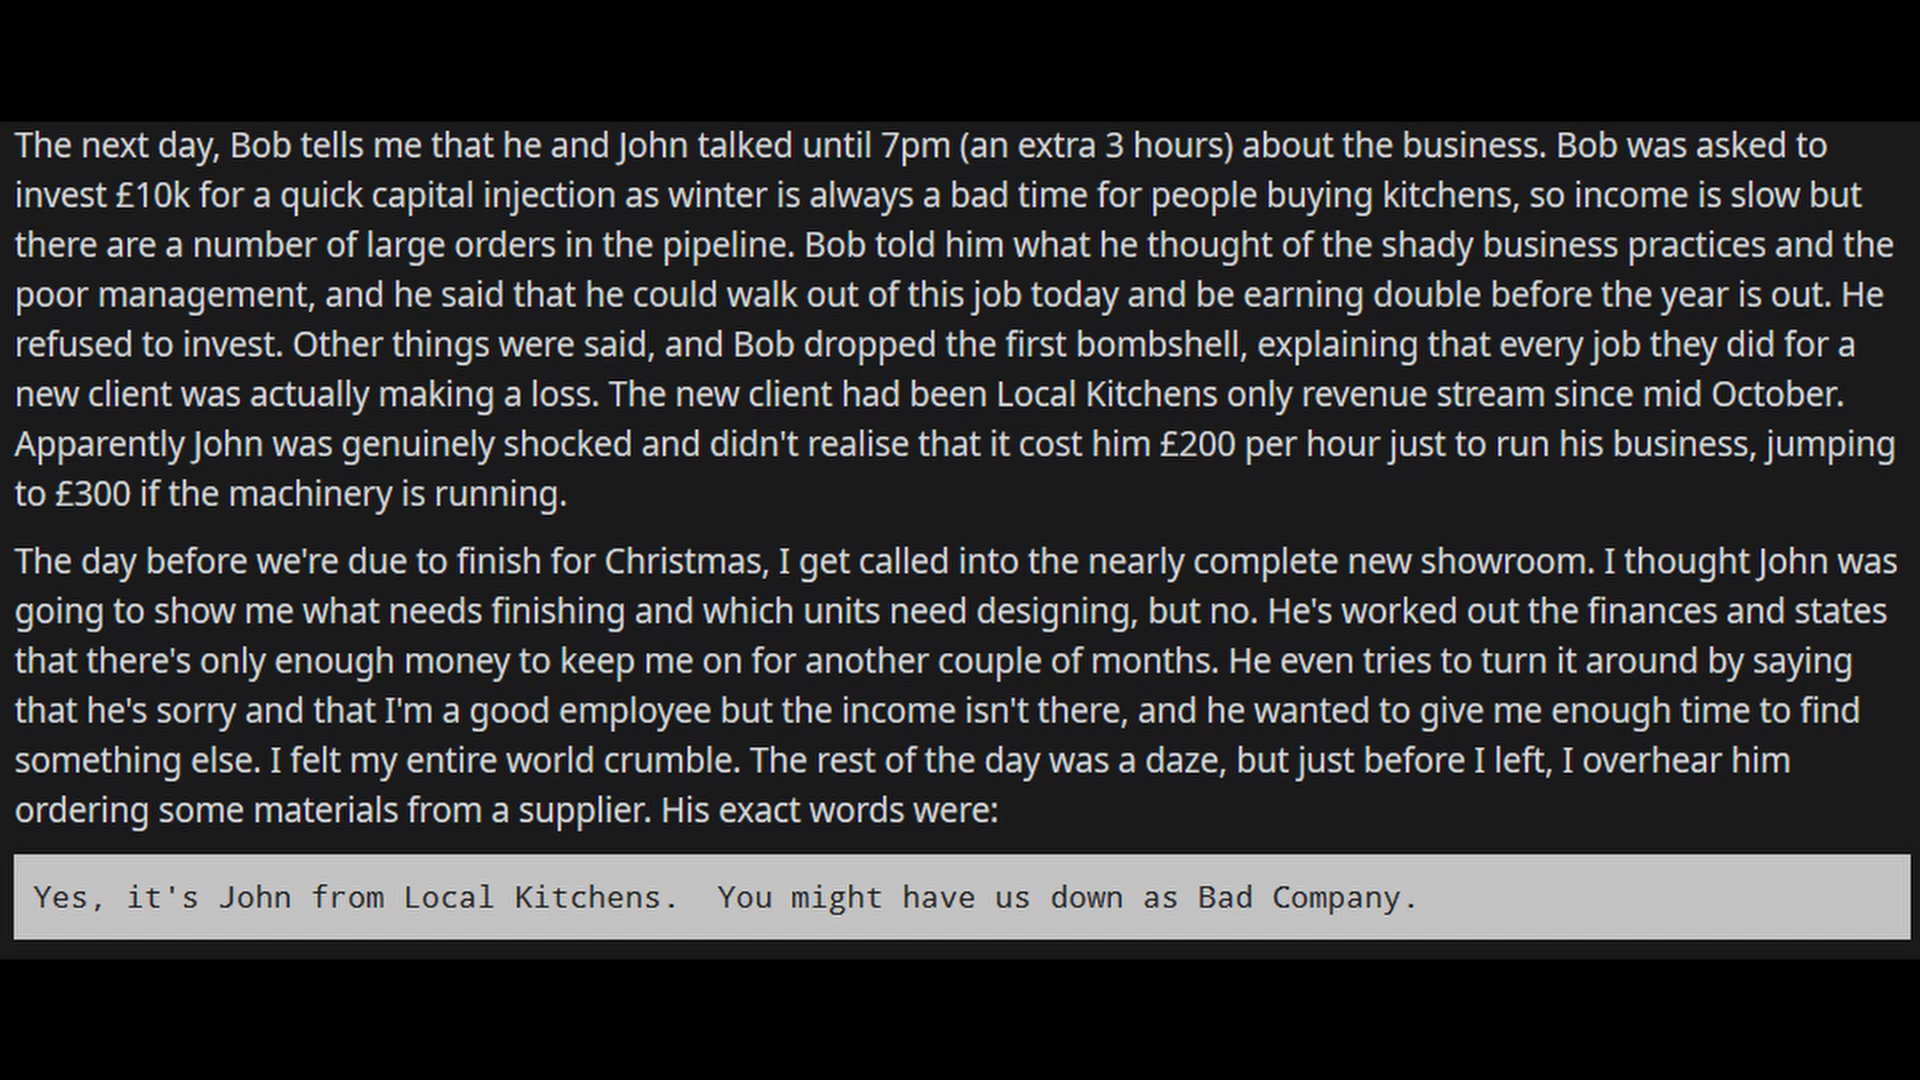 The next day, Bob tells me that he and John talked until 7pm (an extra 3 hours) about the business. Bob was asked to
invest £10k for a quick capital injection as winter is always a bad time for people buying kitchens, so income is slow but
there are a number of large orders in the pipeline. Bob told him what he thought of the shady business practices and the
poor management, and he said that he could walk out of this job today and be earning double before the year is out. He
refused to invest. Other things were said, and Bob dropped the first bombshell, explaining that every job they did for a
new client was actually making a loss. The new client had been Local Kitchens only revenue stream since mid October.
Apparently John was genuinely shocked and didn't realise that it cost him £200 per hour just to run his business, jumping
to £300 if the machinery is running.
The day before we're due to finish for Christmas, I get called into the nearly complete new showroom. I thought John was
going to show me what needs finishing and which units need designing, but no. He's worked out the finances and states
that there's only enough money to keep me on for another couple of months. He even tries to turn it around by saying
that he's sorry and that I'm a good employee but the income isn't there, and he wanted to give me enough time to find
something else. I felt my entire world crumble. The rest of the day was a daze, but just before I left, I overhear him
ordering some materials from a supplier. His exact words were:
Yes, it's John from Local Kitchens.  You might have us down as Bad Company.